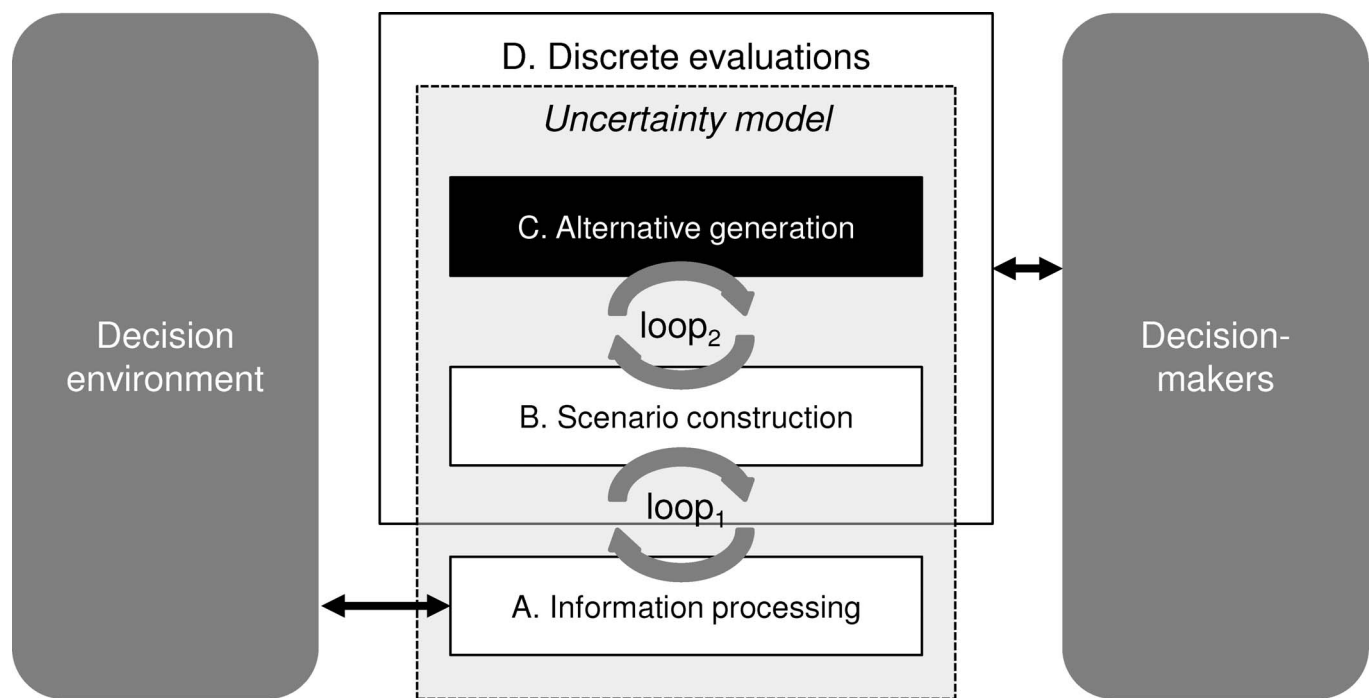 D. Discrete evaluations
Uncertainty model
C. Alternative generation
loop₂
Decision
environment
Decision-
makers
B. Scenario construction
loop₁
A. Information processing